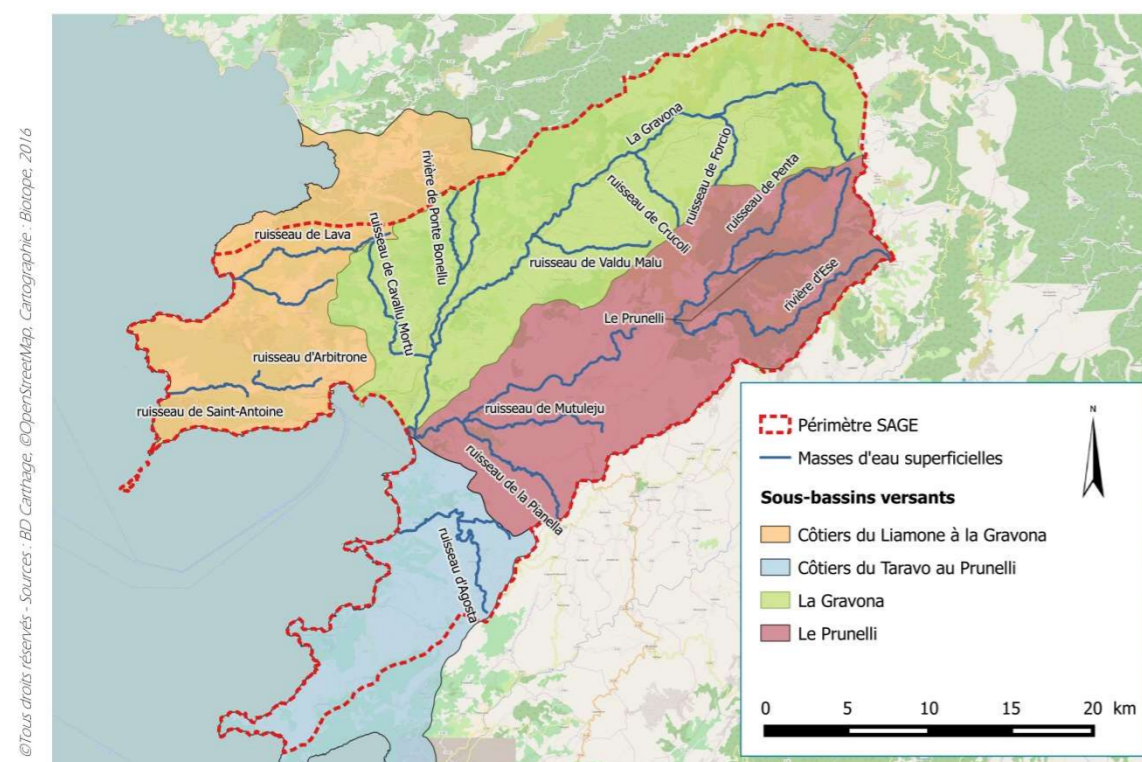 ©Tous droits réservés - Sources : BD Carthage, ©OpenStreetMap, Cartographie : Biotope, 2016
La Gravona
ruisseau de Forcio
rivière de Ponte Bonellu
ruisseau de Penta
ruisseau de Crucoli
ruisseau de Lava
ruisseau de Cavallu Mortu
ruisseau de Valdu Malu
rivière d'Ese
Le Prunelli
ruisseau d'Arbitrone
ruisseau de Saint-Antoine
ruisseau de Mutuleju
ruisseau de la Pianella
ruisseau d'Agosta
Périmètre SAGE
Masses d'eau superficielles
N
Sous-bassins versants
Côtiers du Liamone à la Gravona
Côtiers du Taravo au Prunelli
La Gravona
Le Prunelli
0 5 10 15 20 km